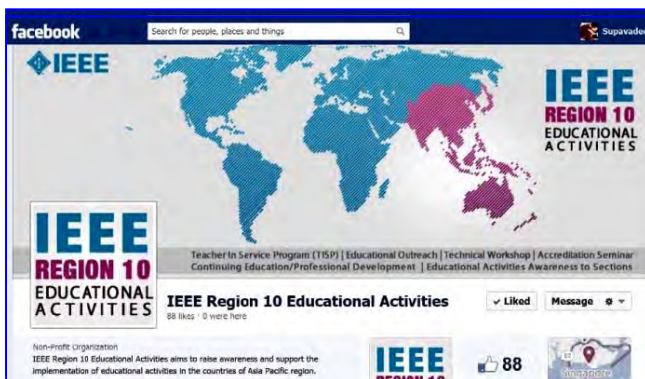 facebook
Search for people, places and things
Supavadee
IEEE
IEEE
REGION 10
EDUCATIONAL
ACTIVITIES
Teacher In Service Program (TISP) | Educational Outreach | Technical Workshop | Accreditation Seminar
Continuing Education/Professional Development | Educational Activities Awareness to Sections
IEEE
REGION 10
EDUCATIONAL
ACTIVITIES
IEEE Region 10 Educational Activities
88 likes · 0 were here
Liked
Message
Non-Profit Organization
IEEE Region 10 Educational Activities aims to raise awareness and support the
implementation of educational activities in the countries of Asia Pacific region.
IEEE
REGION 10
88
Singapore